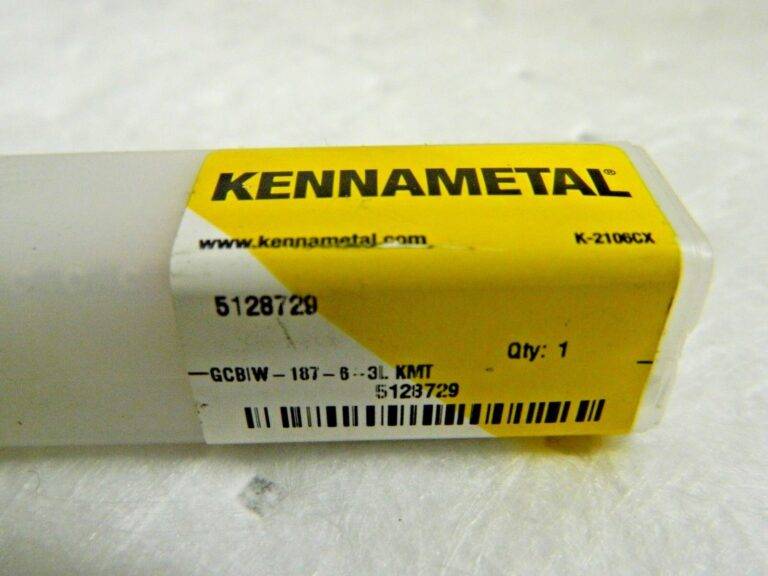 KENNAMETAL®
www.kennametal.com K-2106CX
5128729
Qty: 1
GCBIW-187-6--3L KMT
5128729